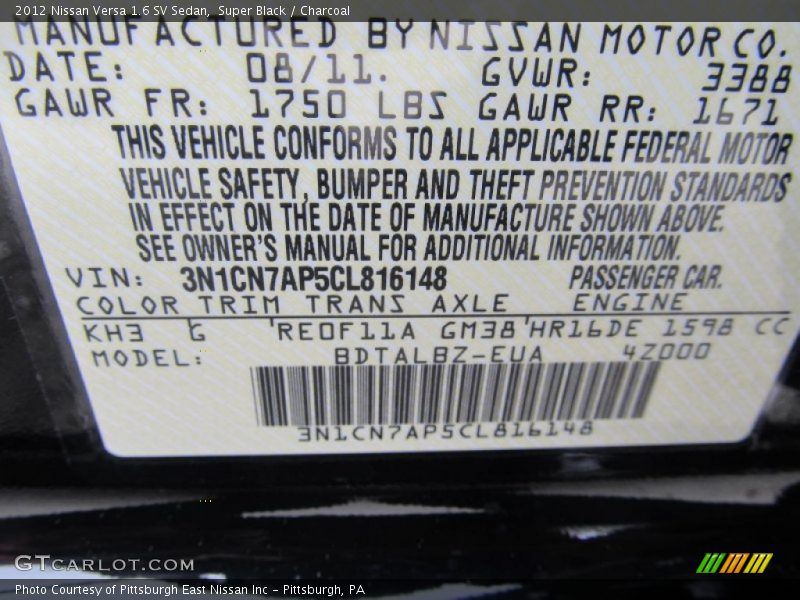 2012 Nissan Versa 1.6 SV Sedan, Super Black / Charcoal
MANUFACTURED BY NISSAN MOTOR CO.
DATE: 08/11. GVWR: 3388
GAWR FR: 1750 LBS GAWR RR: 1671
THIS VEHICLE CONFORMS TO ALL APPLICABLE FEDERAL MOTOR
VEHICLE SAFETY, BUMPER AND THEFT PREVENTION STANDARDS
IN EFFECT ON THE DATE OF MANUFACTURE SHOWN ABOVE.
SEE OWNER'S MANUAL FOR ADDITIONAL INFORMATION.
VIN: 3N1CN7AP5CL816148 PASSENGER CAR.
COLOR TRIM TRANS AXLE ENGINE
KH3 G RE0F11A GM38 HR16DE 1598 CC
MODEL: BDTALBZ-EUA 4Z000
3N1CN7AP5CL816148
GTCARLOT.COM
Photo Courtesy of Pittsburgh East Nissan Inc - Pittsburgh, PA